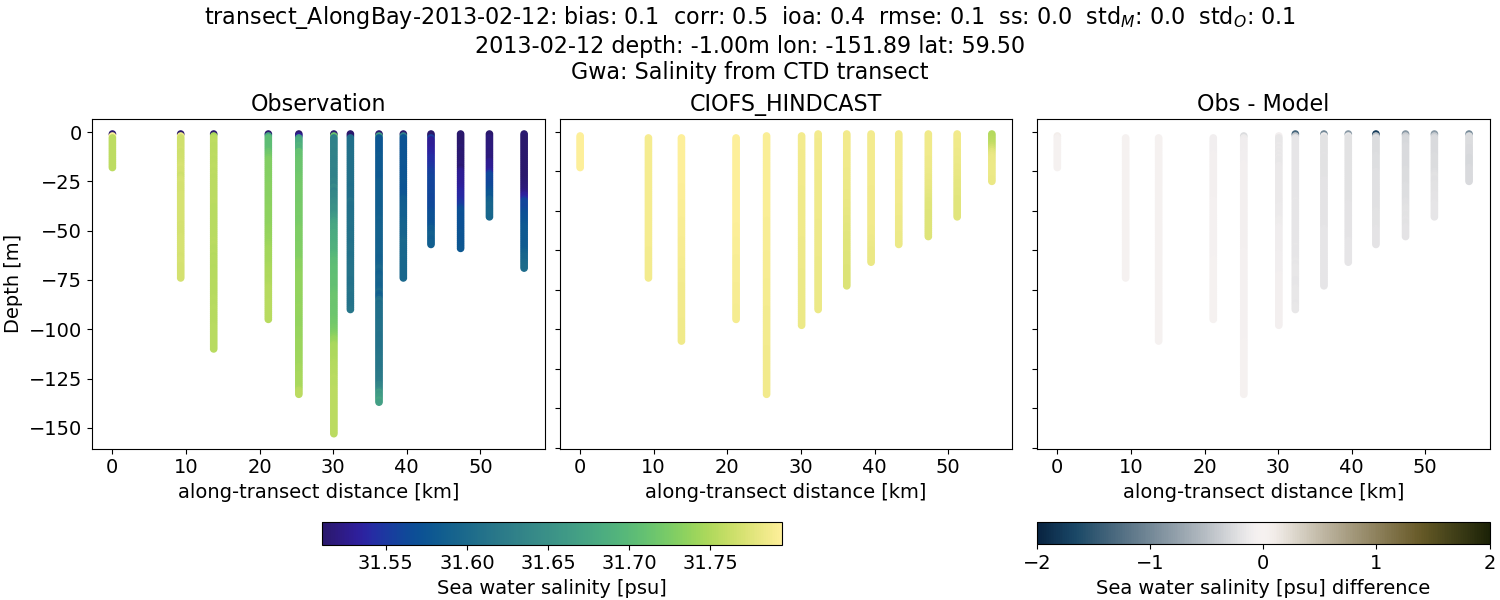 transect_AlongBay-2013-02-12: bias: 0.1 corr: 0.5 ioa: 0.4 rmse: 0.1 ss: 0.0 std_M: 0.0 std_O: 0.1
2013-02-12 depth: -1.00m lon: -151.89 lat: 59.50
Gwa: Salinity from CTD transect
Observation
CIOFS_HINDCAST
Obs - Model
Depth [m]
0
−25
−50
−75
−100
−125
−150
0 10 20 30 40 50
0 10 20 30 40 50
0 10 20 30 40 50
along-transect distance [km]
along-transect distance [km]
along-transect distance [km]
31.55 31.60 31.65 31.70 31.75
Sea water salinity [psu]
−2 −1 0 1 2
Sea water salinity [psu] difference